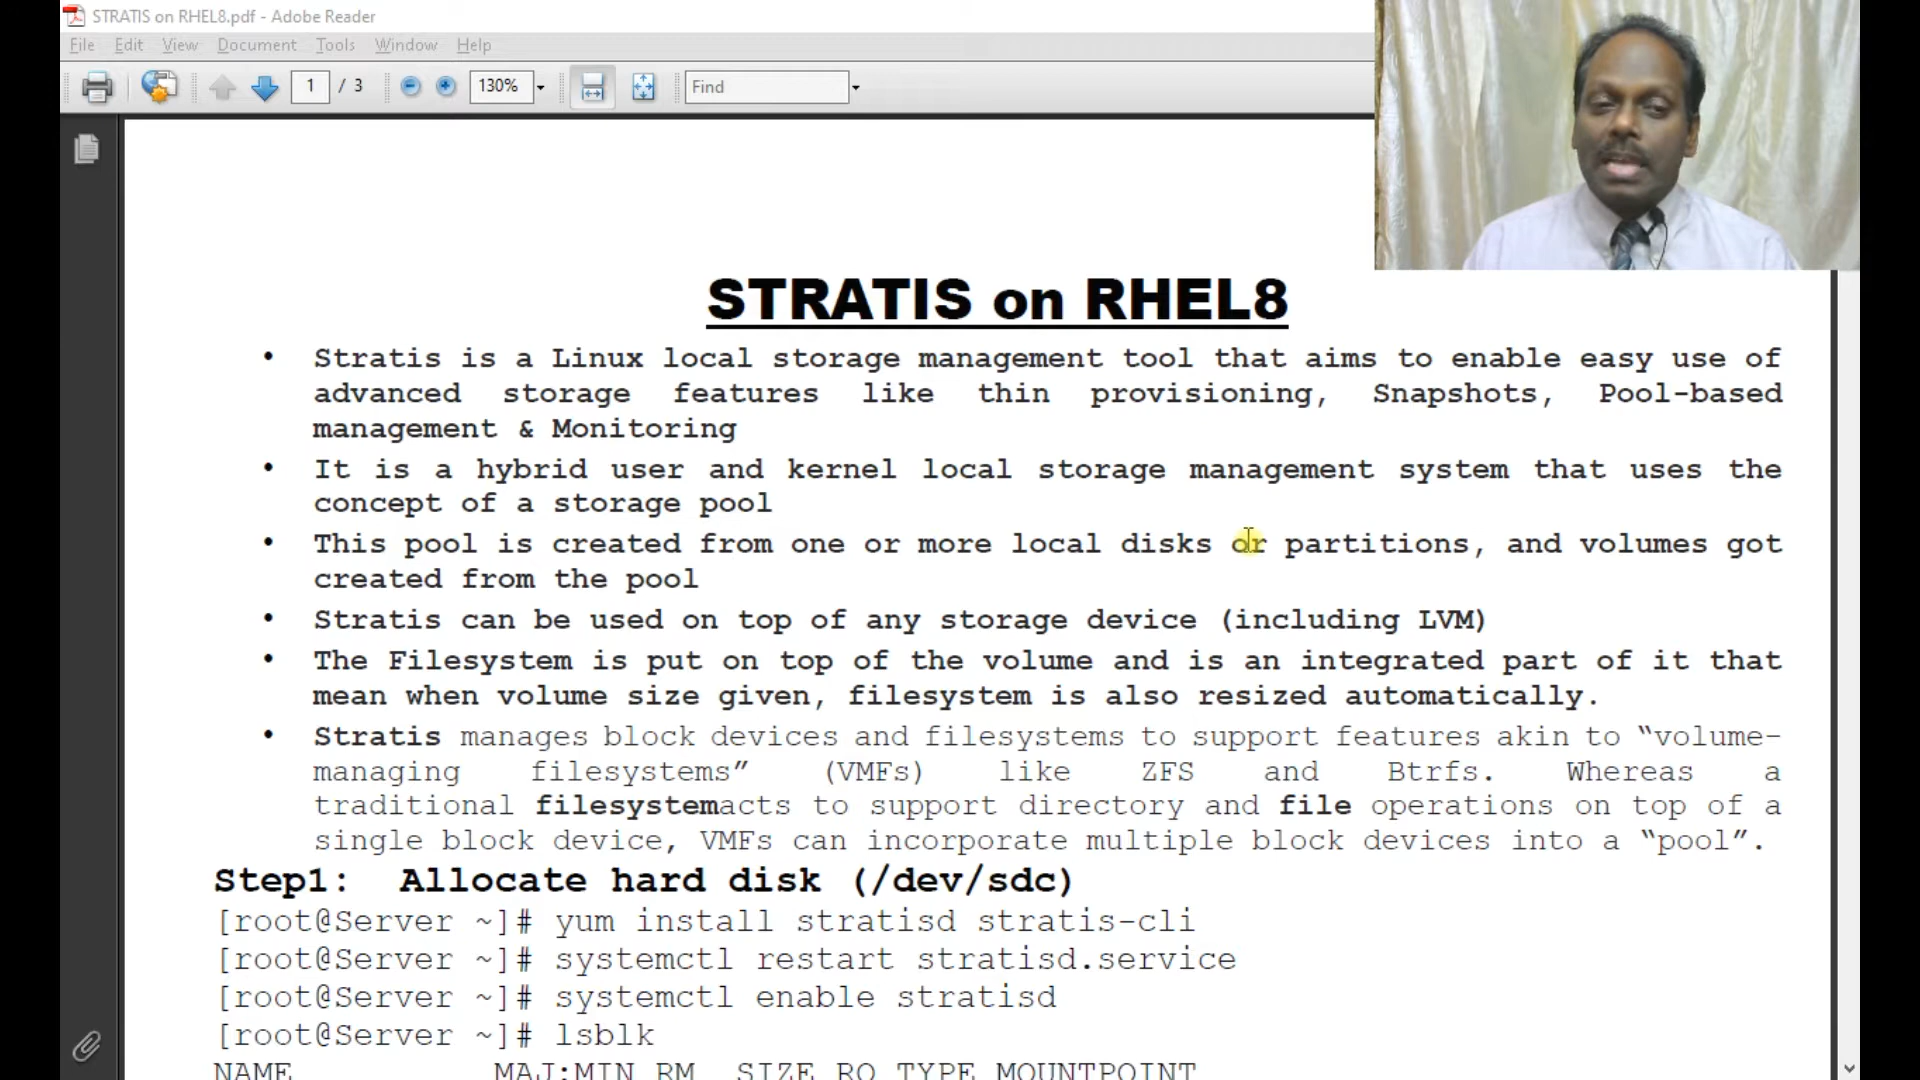 STRATIS on RHEL8.pdf - Adobe Reader
File Edit View Document Tools Window Help
1 / 3 130% Find
STRATIS on RHEL8
• Stratis is a Linux local storage management tool that aims to enable easy use of
advanced storage features like thin provisioning, Snapshots, Pool-based
management & Monitoring
• It is a hybrid user and kernel local storage management system that uses the
concept of a storage pool
• This pool is created from one or more local disks or partitions, and volumes got
created from the pool
• Stratis can be used on top of any storage device (including LVM)
• The Filesystem is put on top of the volume and is an integrated part of it that
mean when volume size given, filesystem is also resized automatically.
• Stratis manages block devices and filesystems to support features akin to “volume-
managing filesystems” (VMFs) like ZFS and Btrfs. Whereas a
traditional filesystemacts to support directory and file operations on top of a
single block device, VMFs can incorporate multiple block devices into a “pool”.
Step1: Allocate hard disk (/dev/sdc)
[root@Server ~]# yum install stratisd stratis-cli
[root@Server ~]# systemctl restart stratisd.service
[root@Server ~]# systemctl enable stratisd
[root@Server ~]# lsblk
NAME MAJ:MIN RM SIZE RO TYPE MOUNTPOINT